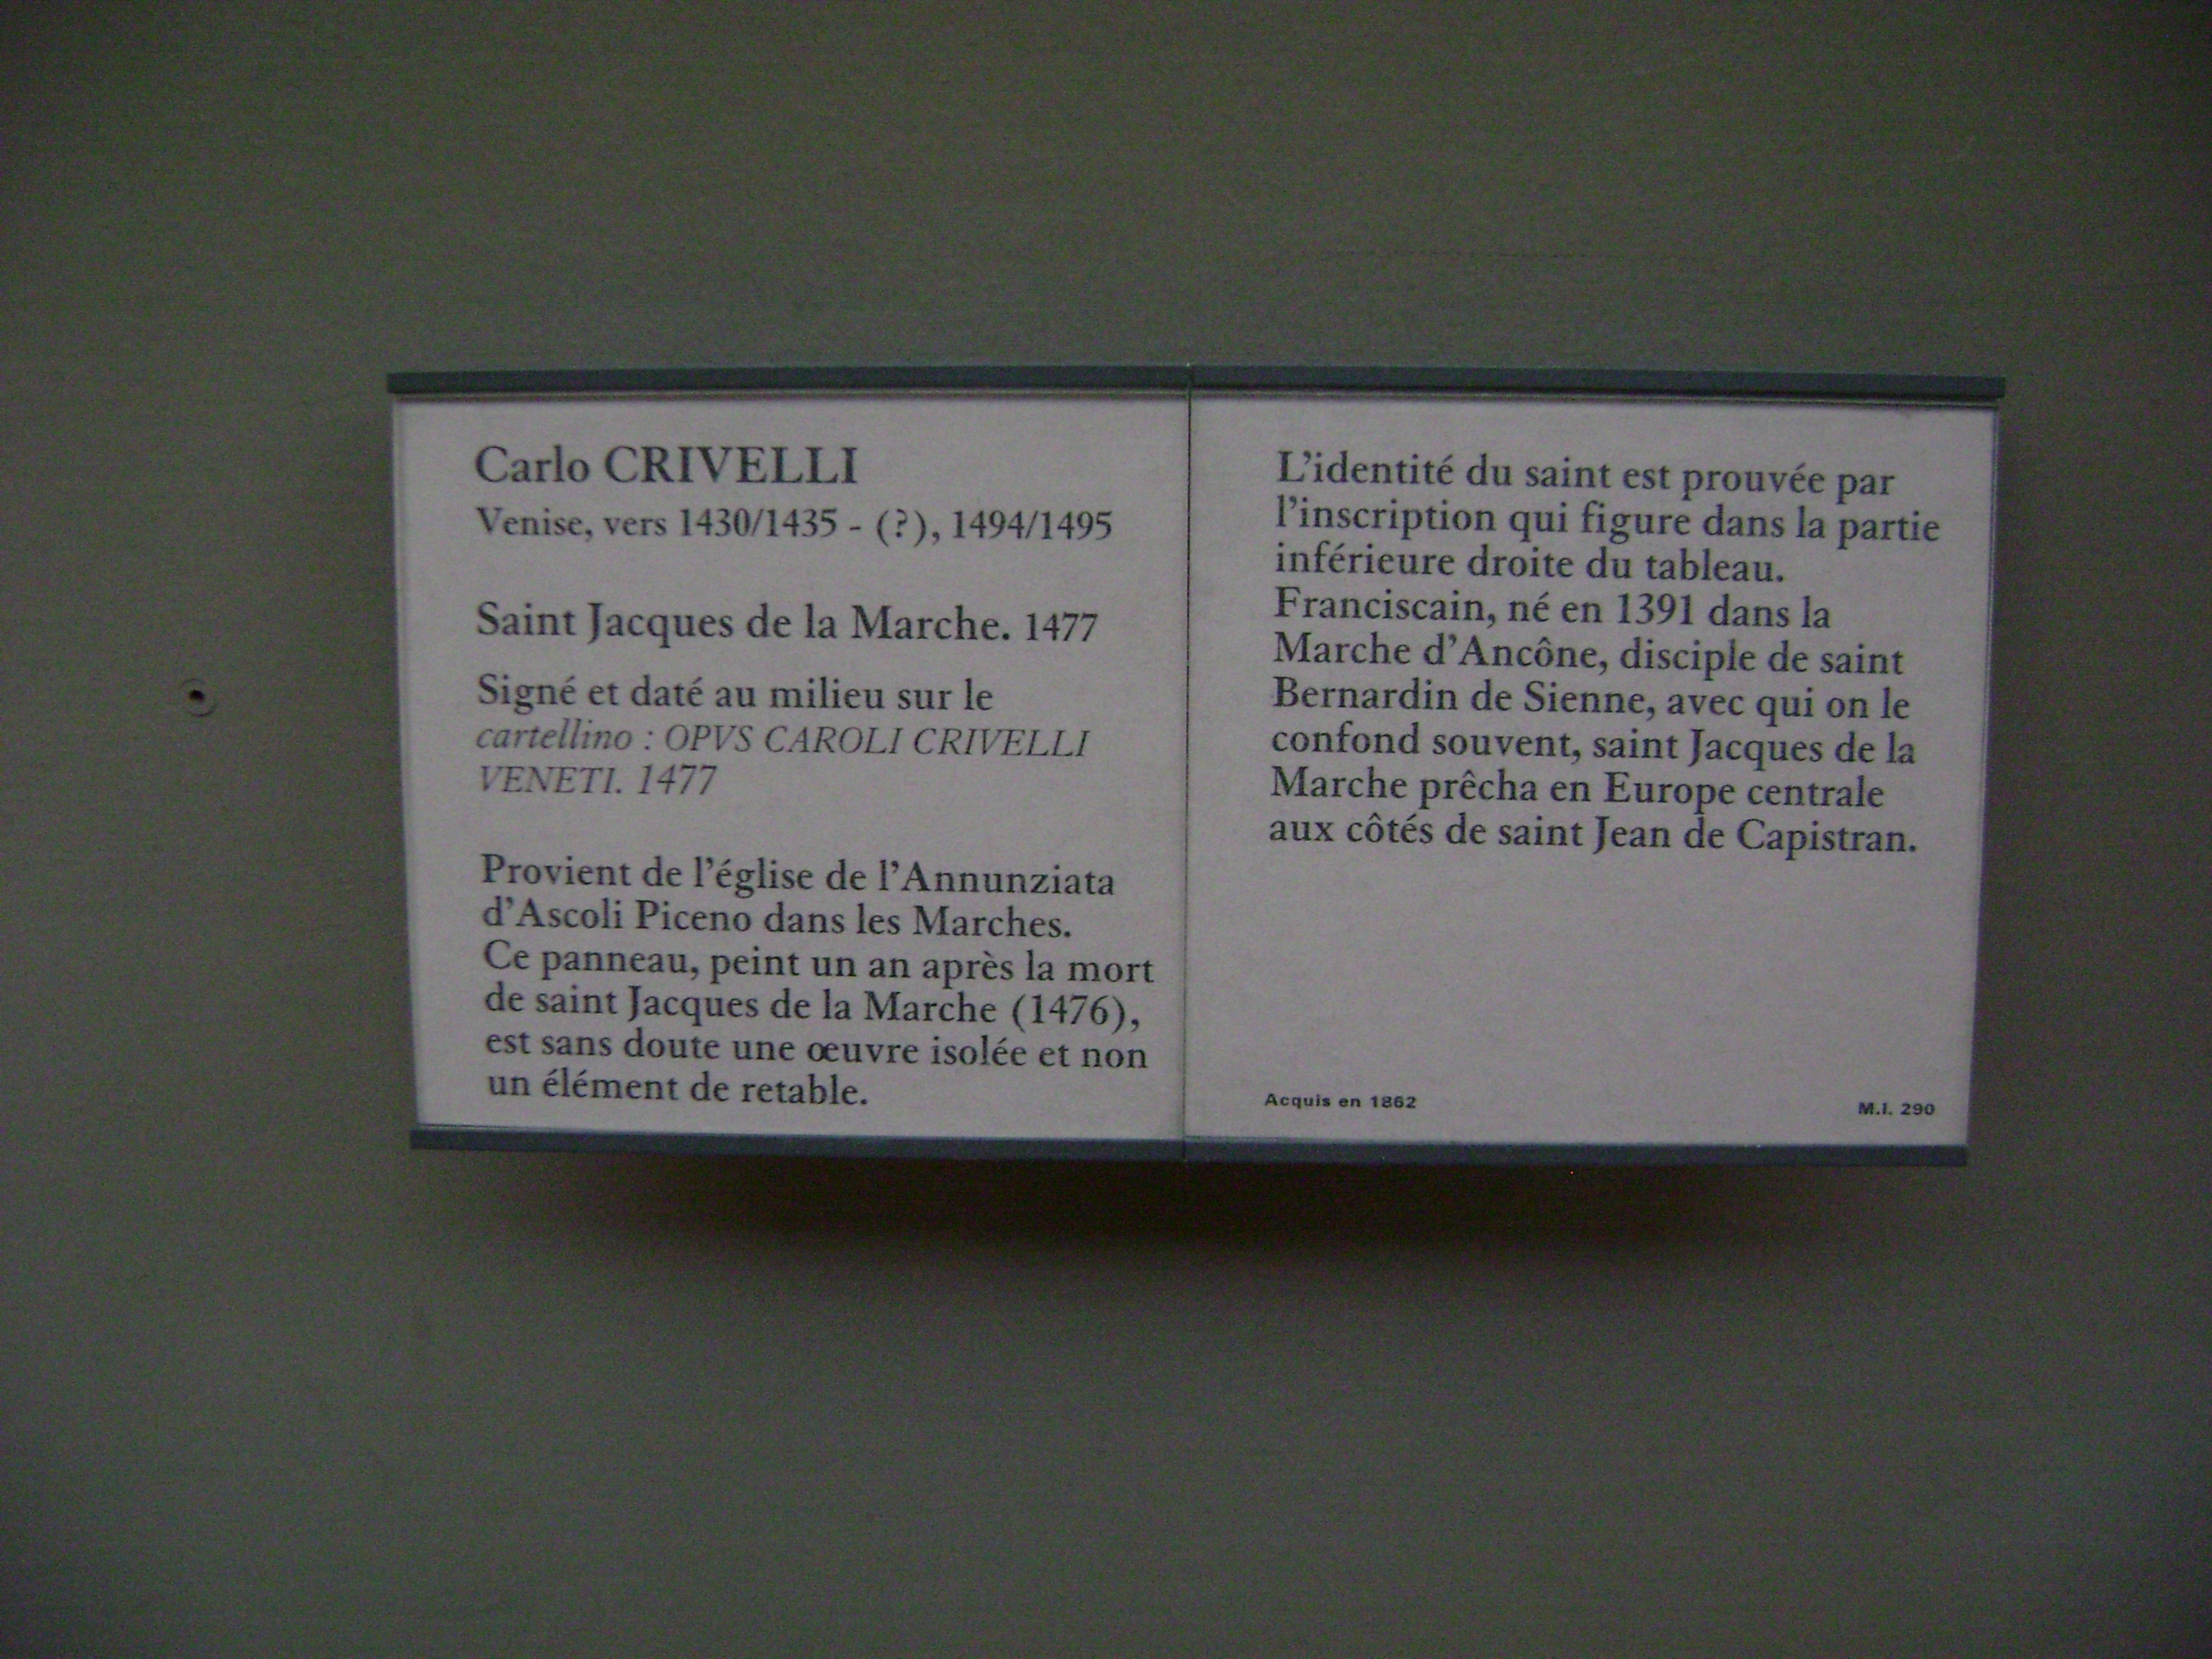 Carlo CRIVELLI
Venise, vers 1430/1435 - (?), 1494/1495
Saint Jacques de la Marche. 1477
Signé et daté au milieu sur le
cartellino : OPVS CAROLI CRIVELLI
VENETI. 1477
Provient de l'église de l'Annunziata
d'Ascoli Piceno dans les Marches.
Ce panneau, peint un an après la mort
de saint Jacques de la Marche (1476),
est sans doute une œuvre isolée et non
un élément de retable.
L'identité du saint est prouvée par
l'inscription qui figure dans la partie
inférieure droite du tableau.
Franciscain, né en 1391 dans la
Marche d'Ancône, disciple de saint
Bernardin de Sienne, avec qui on le
confond souvent, saint Jacques de la
Marche prêcha en Europe centrale
aux côtés de saint Jean de Capistran.
Acquis en 1862
M.I. 290